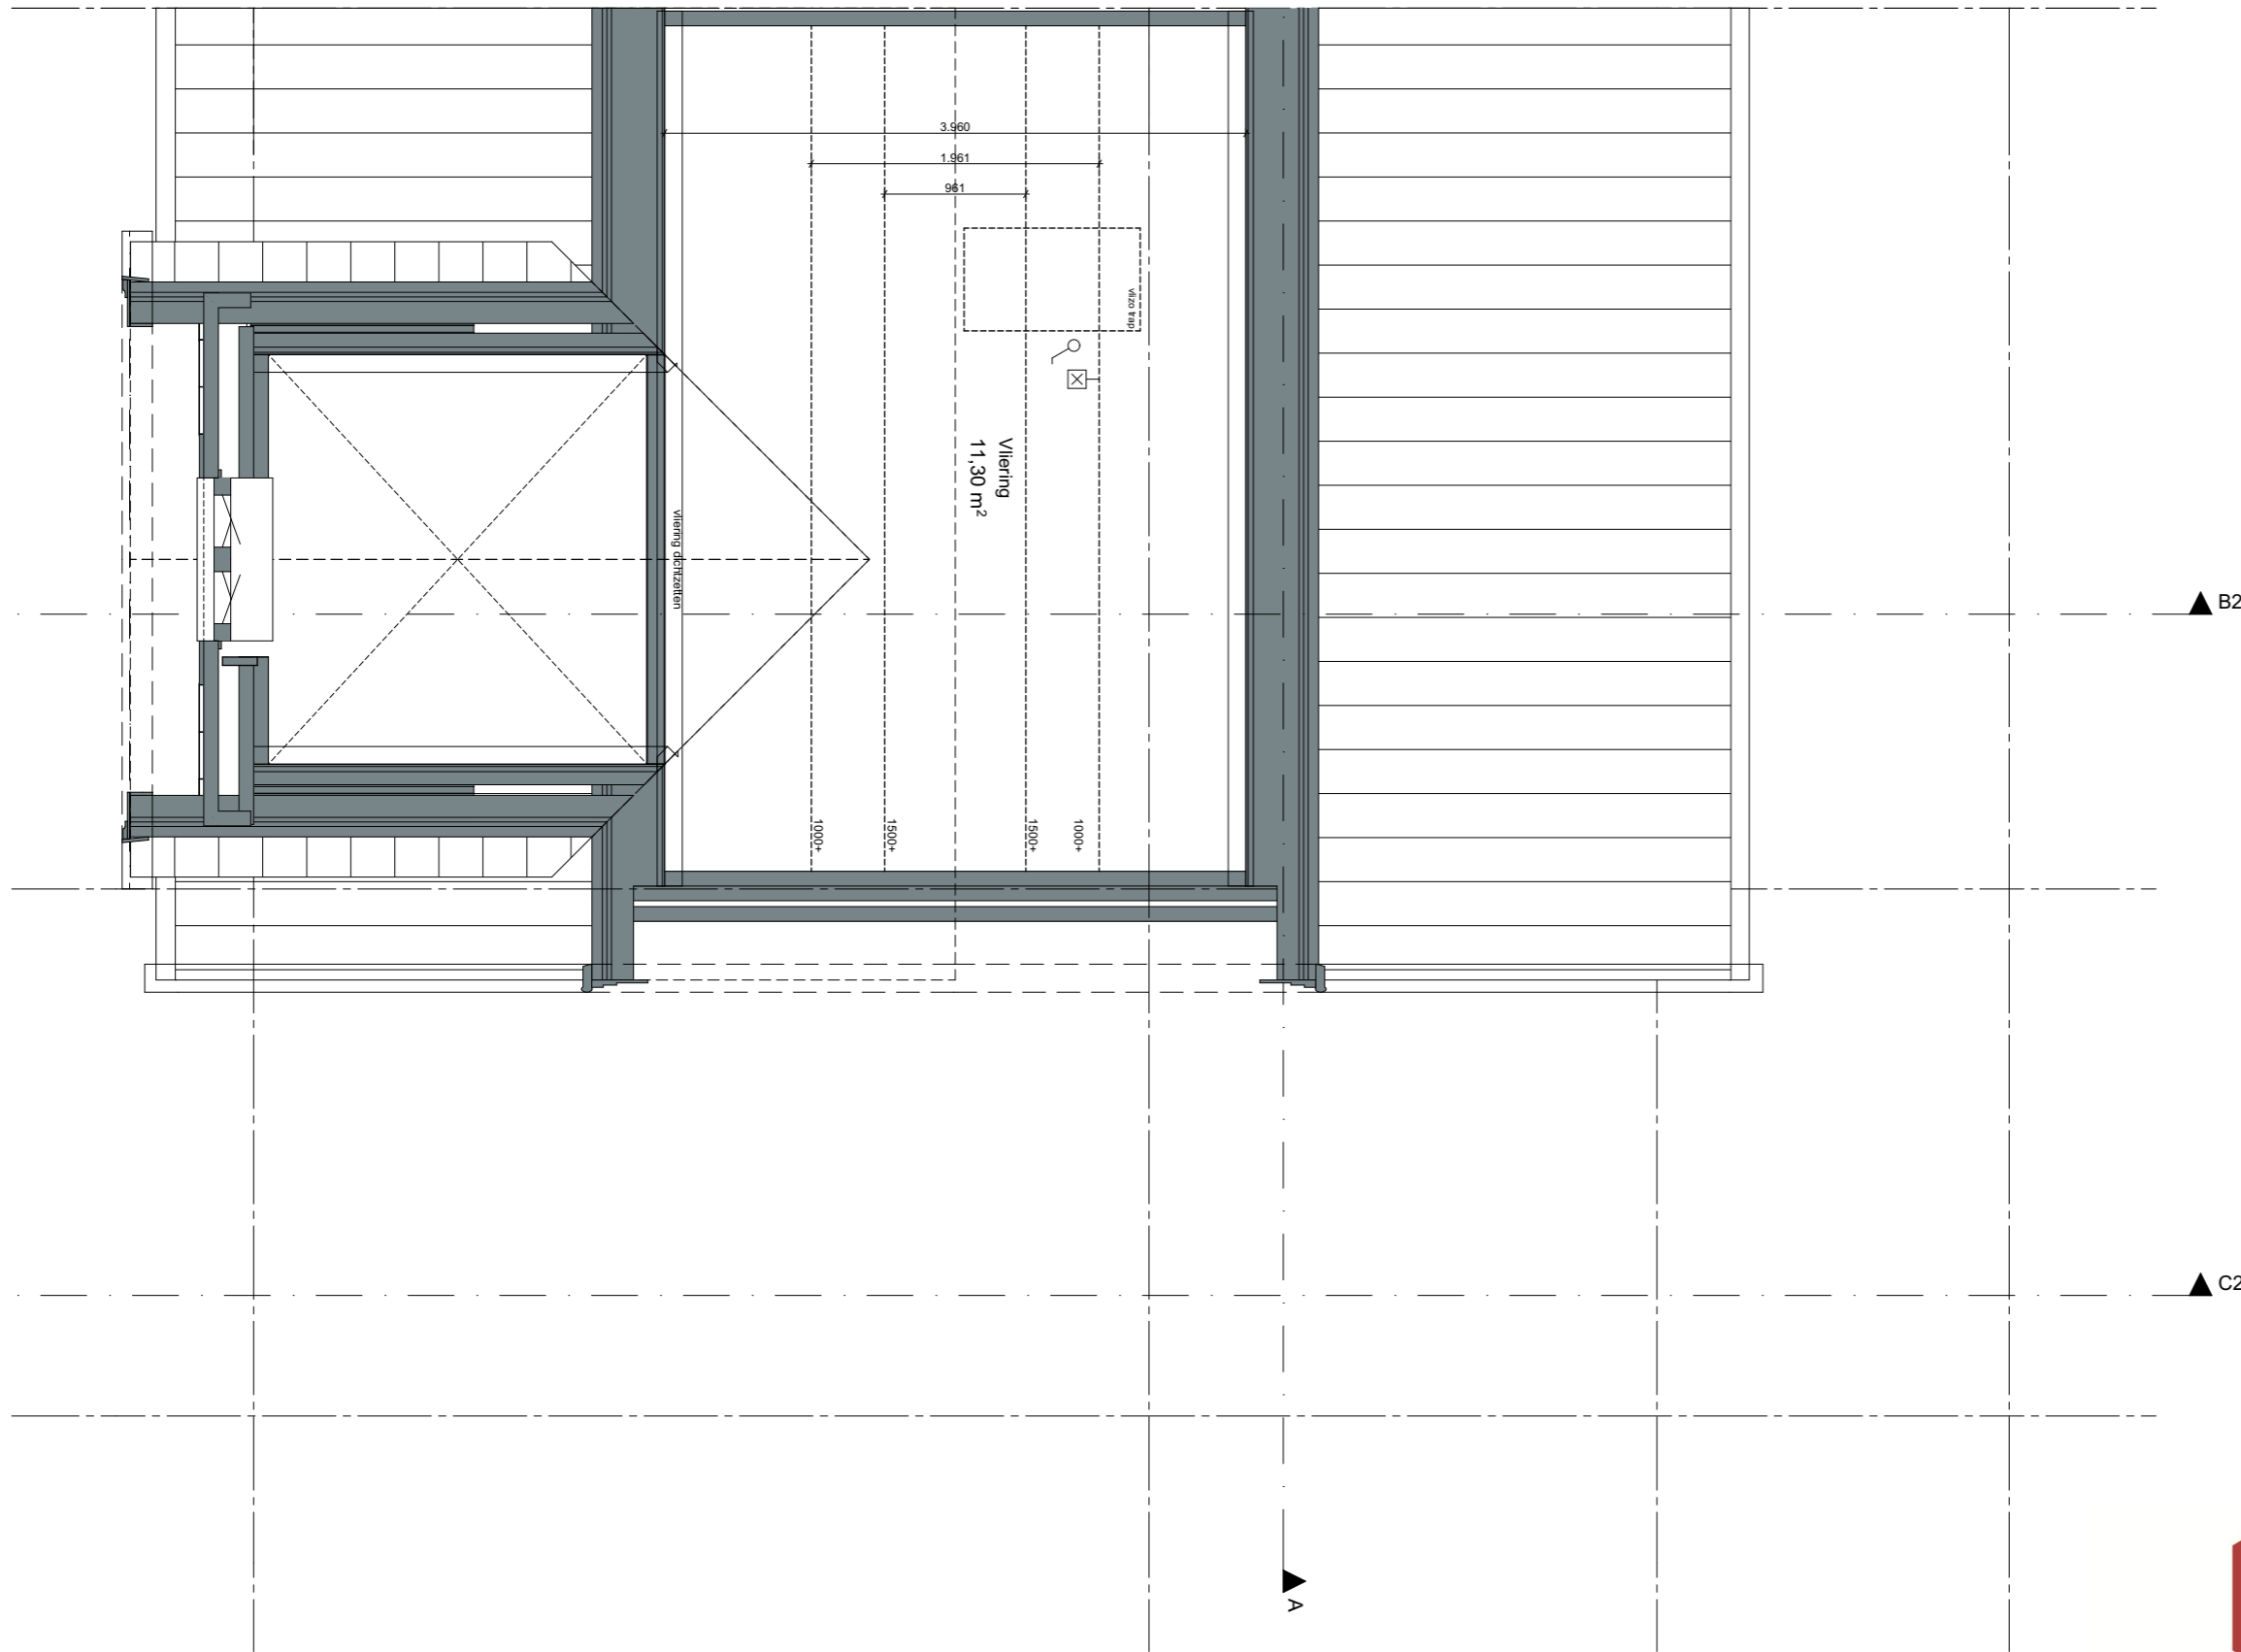 3.960
1.961
961
vlizo trap
Vliering
11,30 m²
vliering dichtzetten
B2
1000+
1500+
1500+
1000+
C2
A